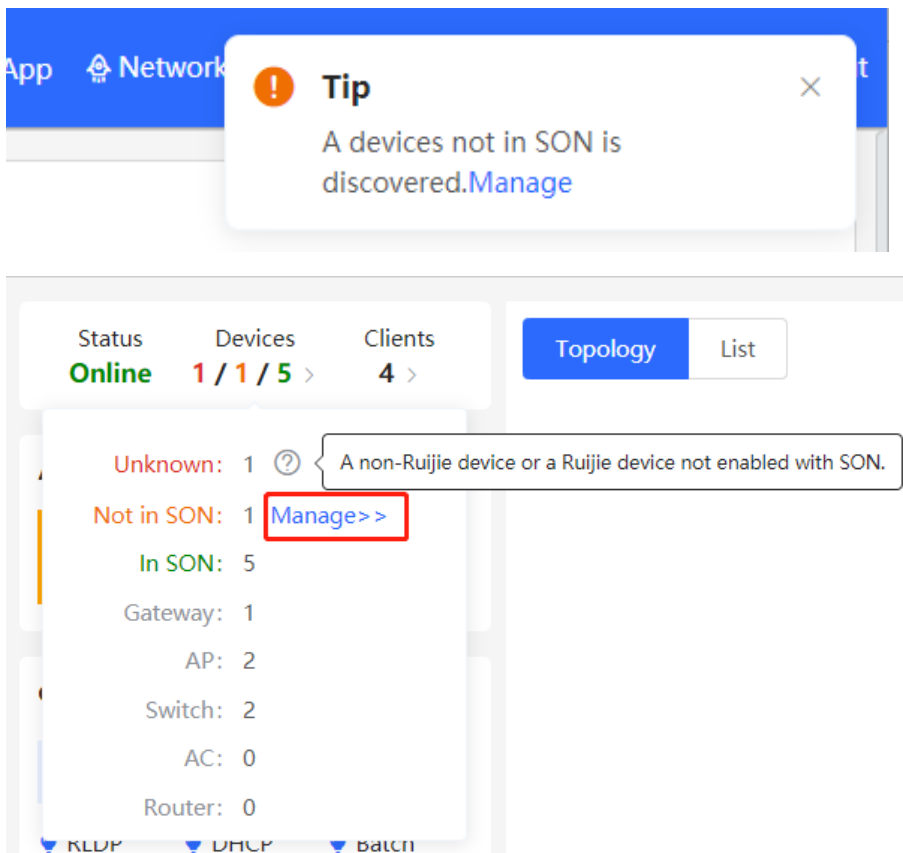 App Network
Tip
A devices not in SON is
discovered.Manage
Status Devices Clients
Online 1 / 1 / 5 > 4 >
Topology List
Unknown: 1 ? A non-Ruijie device or a Ruijie device not enabled with SON.
Not in SON: 1 Manage>>
In SON: 5
Gateway: 1
AP: 2
Switch: 2
AC: 0
Router: 0
RLDP DHCP Batch